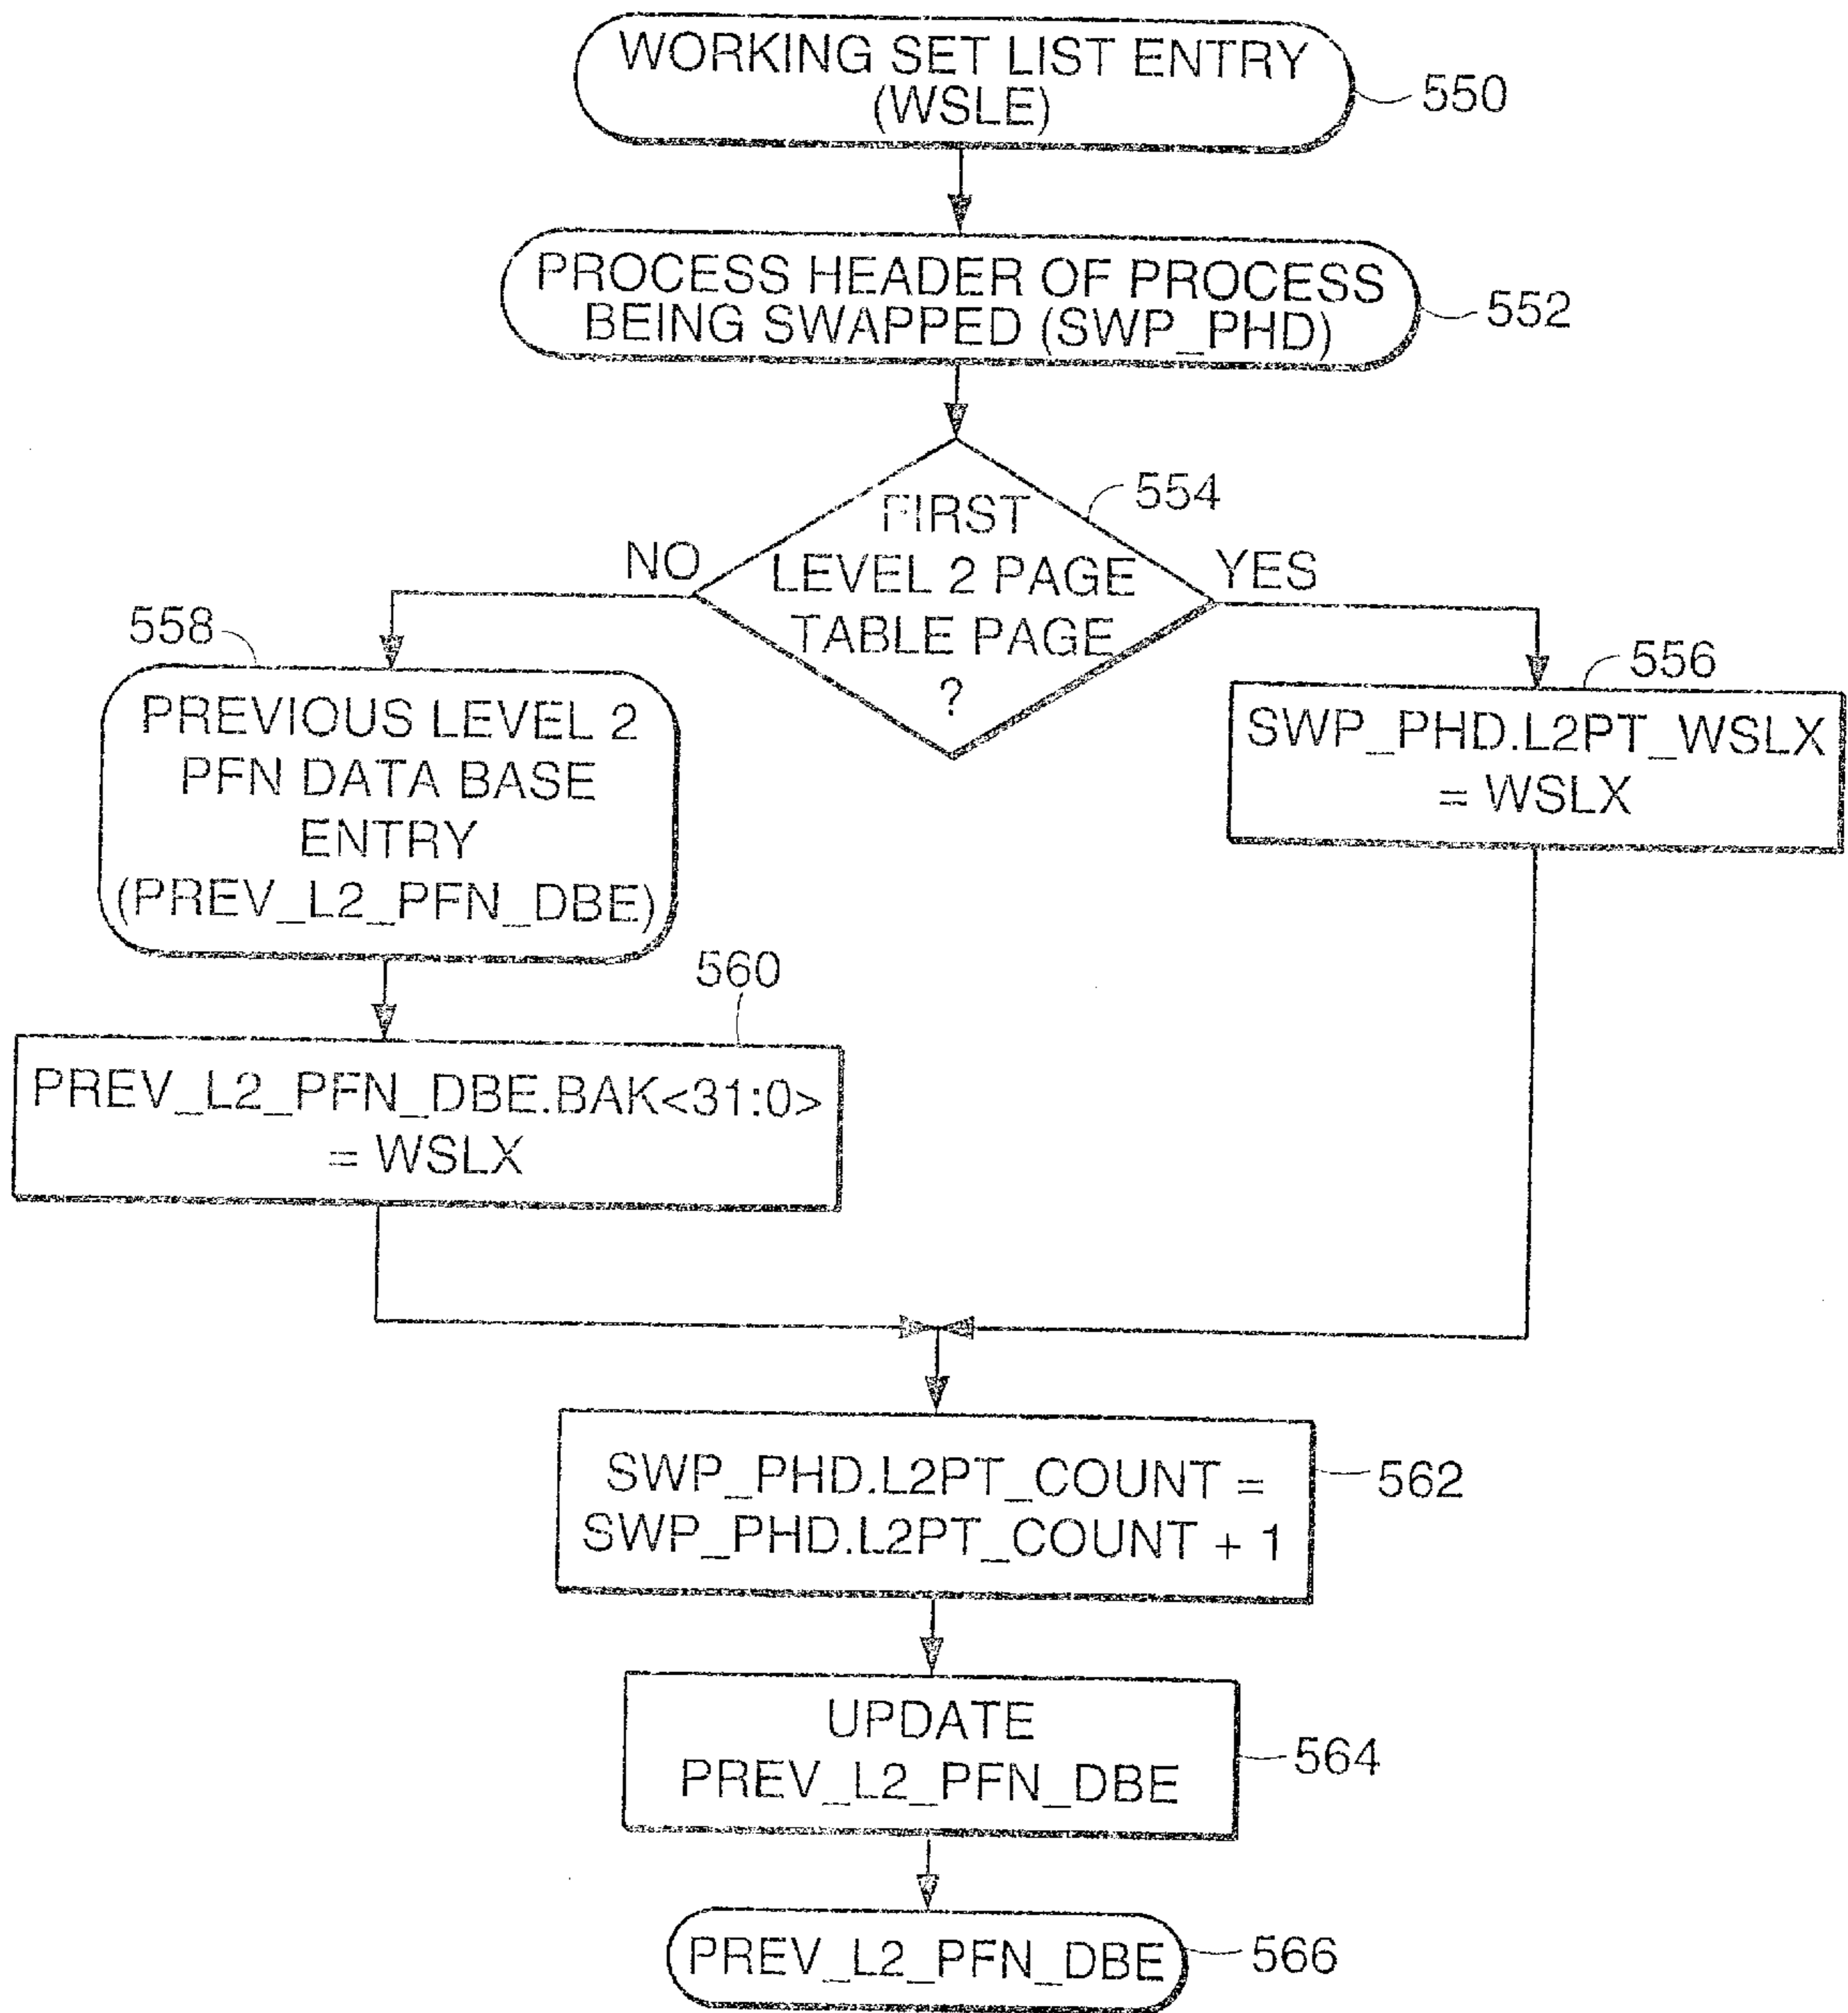 WORKING SET LIST ENTRY
(WSLE)
550
PROCESS HEADER OF PROCESS
BEING SWAPPED (SWP_PHD)
552
FIRST
LEVEL 2 PAGE
TABLE PAGE
?
554
NO
YES
558
PREVIOUS LEVEL 2
PFN DATA BASE
ENTRY
(PREV_L2_PFN_DBE)
556
SWP_PHD.L2PT_WSLX
= WSLX
560
PREV_L2_PFN_DBE.BAK<31:0>
= WSLX
SWP_PHD.L2PT_COUNT =
SWP_PHD.L2PT_COUNT + 1
562
UPDATE
PREV_L2_PFN_DBE
564
PREV_L2_PFN_DBE
566